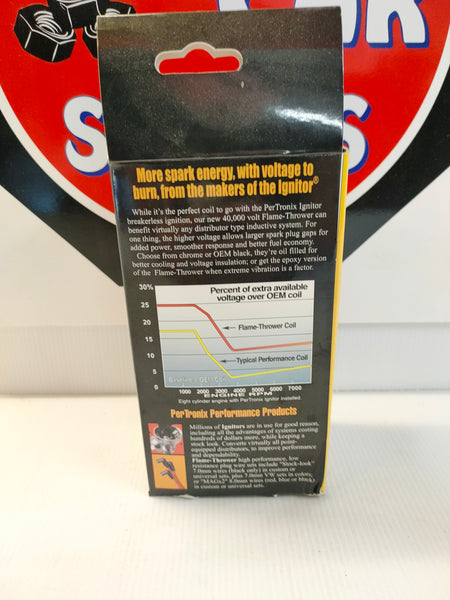 More spark energy, with voltage to
burn, from the makers of the Ignitor®
While it's the perfect coil to go with the PerTronix Ignitor
breakerless ignition, our new 40,000 volt Flame-Thrower can
benefit virtually any distributor type inductive system. For
one thing, the higher voltage allows larger spark plug gaps for
added power, smoother response and better fuel economy.
Choose from chrome or OEM black, they're oil filled for
better cooling and voltage insulation; or get the epoxy version
of the Flame-Thrower when extreme vibration is a factor.
30%
Percent of extra available
voltage over OEM coil
25
20
Flame-Thrower Coil
15
10
Typical Performance Coil
5
0
1000 2000 3000 4000 5000 6000 7000
ENGINE RPM
Eight cylinder engine with PerTronix Ignitor installed.
PerTronix Performance Products
Millions of Ignitors are in use for good reason,
including all the advantages of systems costing
hundreds of dollars more, while keeping a
stock look. Converts virtually all point-
equipped distributors, to improve performance
and dependability.
Flame-Thrower high performance, low
resistance plug wire sets include "Stock-look"
7.0mm wires (black only) in custom or
universal sets, plus 7.0mm VW sets in colors;
or "MAGx2" 8.0mm wires (red, blue or black)
in custom or universal sets.